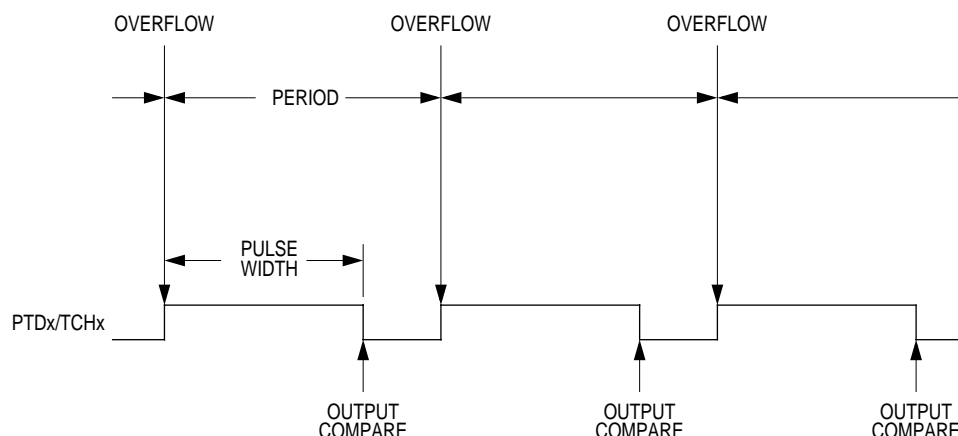 OVERFLOW OVERFLOW OVERFLOW
PERIOD
PULSE
WIDTH
PTDx/TCHx
OUTPUT
COMPARE
OUTPUT
COMPARE
OUTPUT
COMPARE